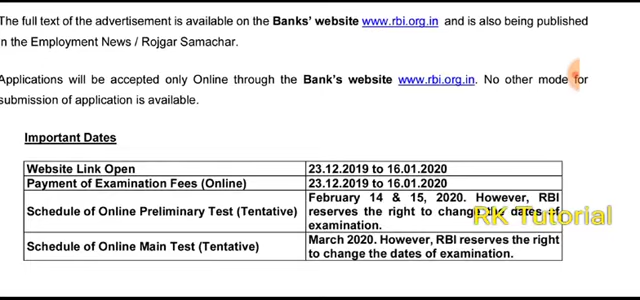 The full text of the advertisement is available on the Banks' website www.rbi.org.in and is also being published
in the Employment News / Rojgar Samachar.
Applications will be accepted only Online through the Bank's website www.rbi.org.in. No other mode for
submission of application is available.
Important Dates
Website Link Open 23.12.2019 to 16.01.2020
Payment of Examination Fees (Online) 23.12.2019 to 16.01.2020
Schedule of Online Preliminary Test (Tentative) February 14 & 15, 2020. However, RBI
reserves the right to change the dates of
examination.
RK Tutorial
Schedule of Online Main Test (Tentative) March 2020. However, RBI reserves the right
to change the dates of examination.